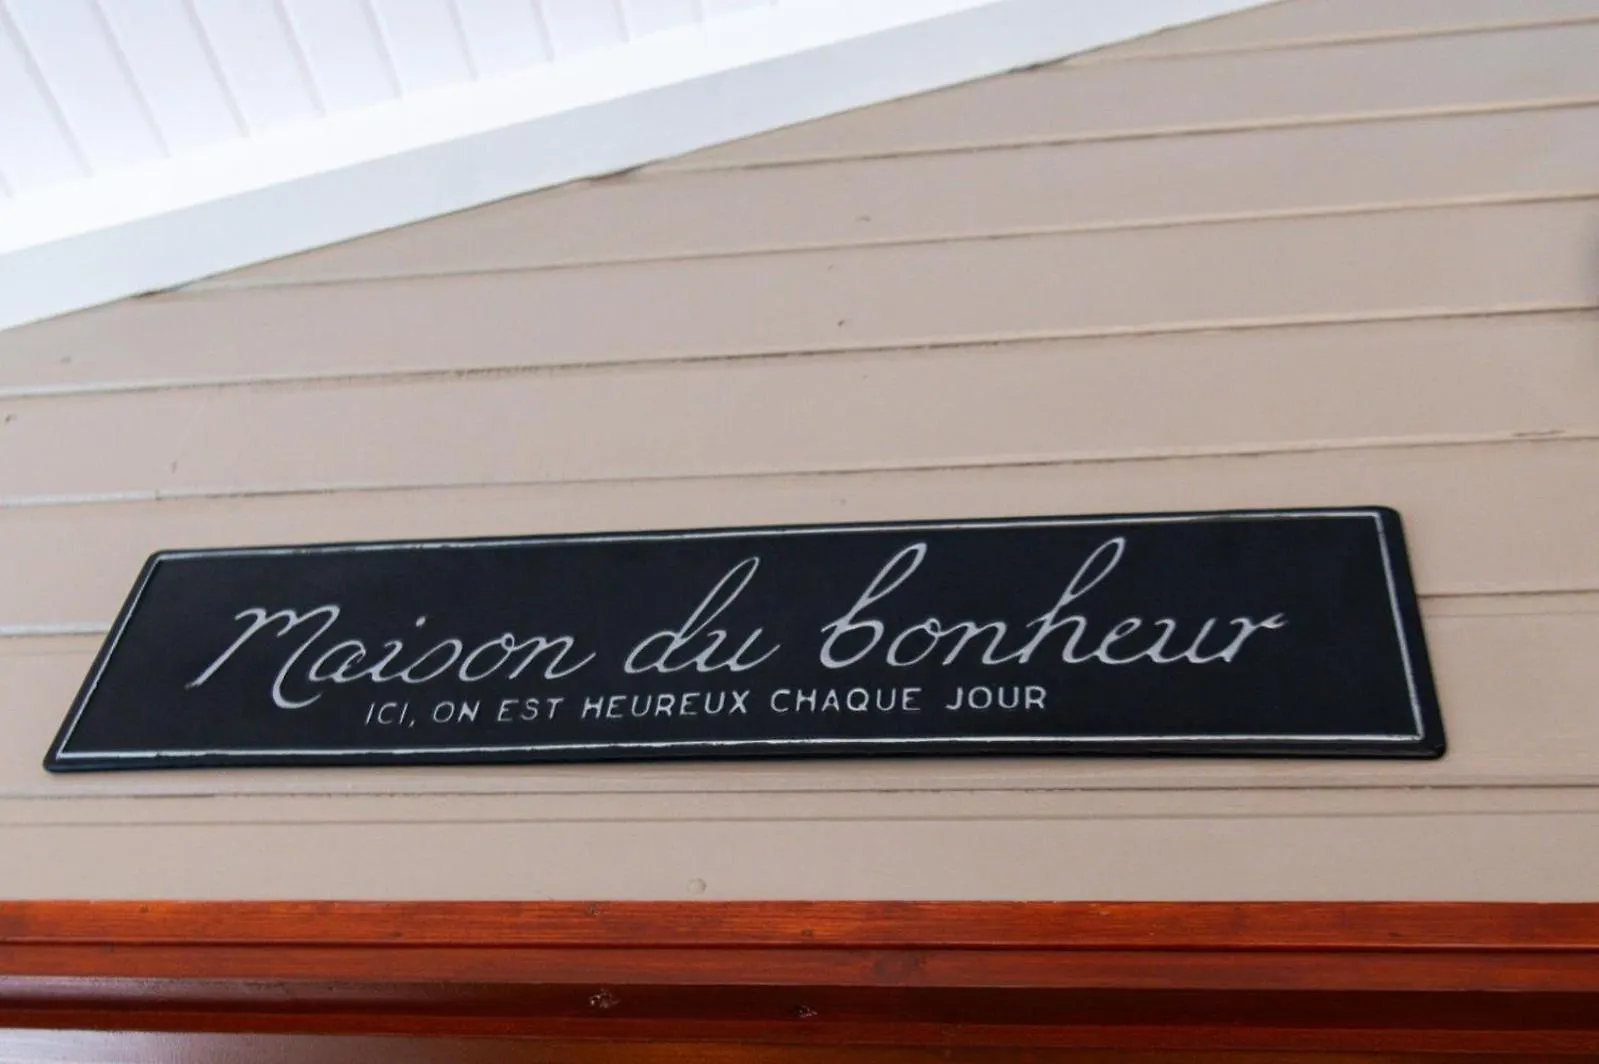 Maison du bonheur
ICI, ON EST HEUREUX CHAQUE JOUR